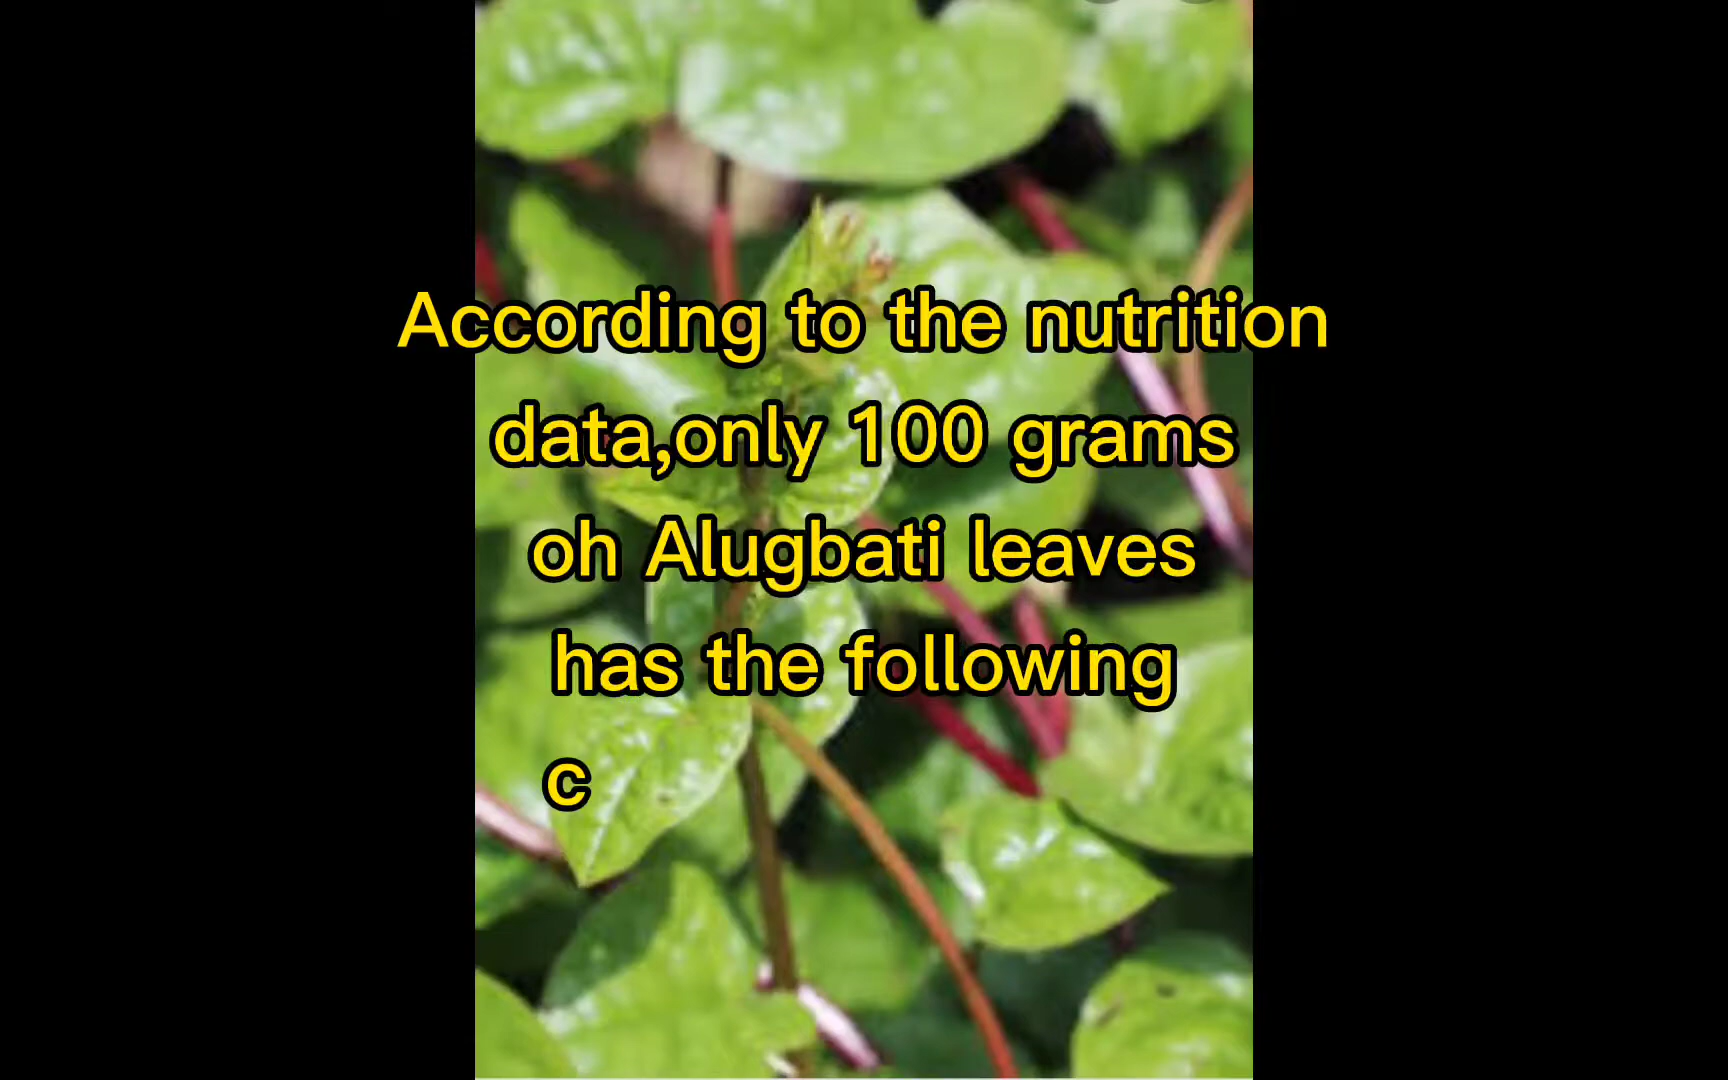 According to the nutrition
data,only 100 grams
oh Alugbati leaves
has the following
c